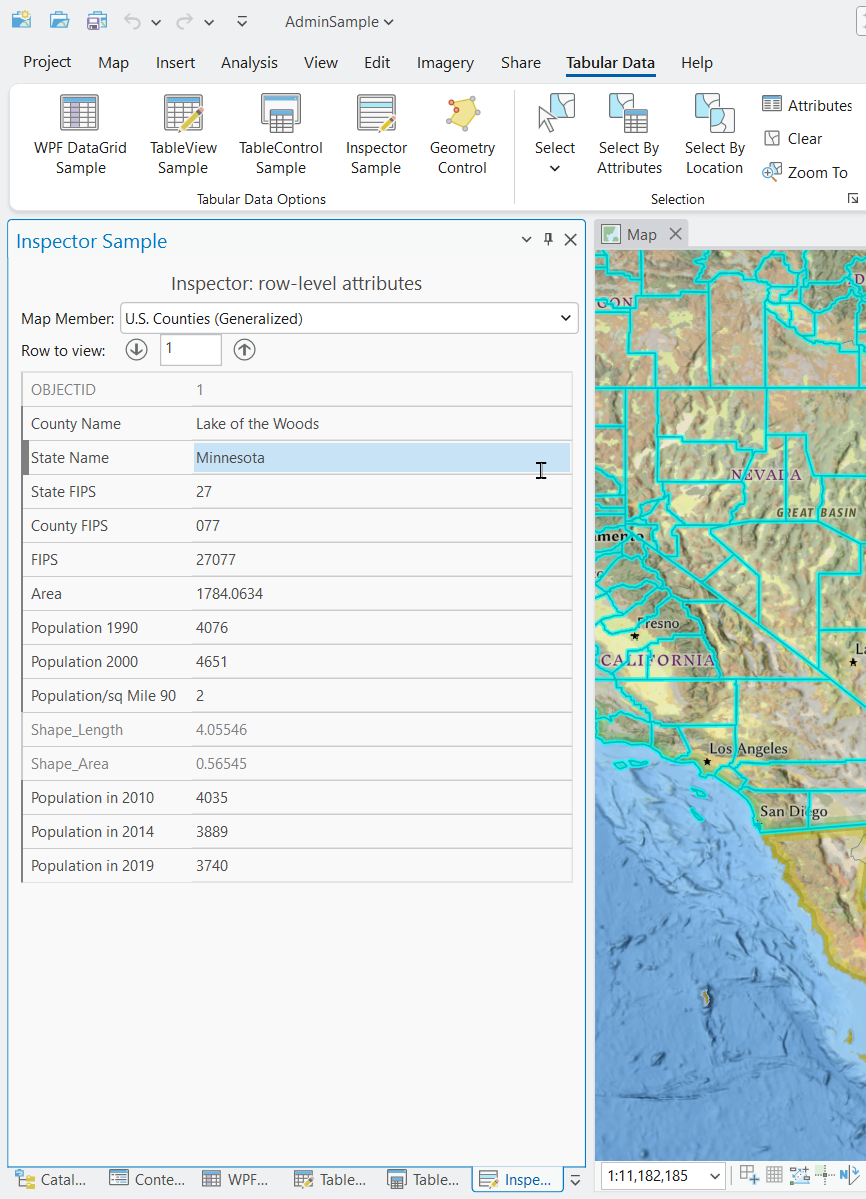 AdminSample
Project Map Insert Analysis View Edit Imagery Share Tabular Data Help
WPF DataGrid Sample
TableView Sample
TableControl Sample
Inspector Sample
Geometry Control
Tabular Data Options
Select
Select By Attributes
Select By Location
Attributes
Clear
Zoom To
Selection
Inspector Sample
Inspector: row-level attributes
Map Member: U.S. Counties (Generalized)
Row to view: 1
OBJECTID 1
County Name Lake of the Woods
State Name Minnesota
State FIPS 27
County FIPS 077
FIPS 27077
Area 1784.0634
Population 1990 4076
Population 2000 4651
Population/sq Mile 90 2
Shape_Length 4.05546
Shape_Area 0.56545
Population in 2010 4035
Population in 2014 3889
Population in 2019 3740
Catal...
Conte...
WPF...
Table...
Table...
Inspe...
Map
GON
NEVADA
GREAT BASIN
mento
Fresno
CALIFORNIA
Los Angeles
San Diego
1:11,182,185